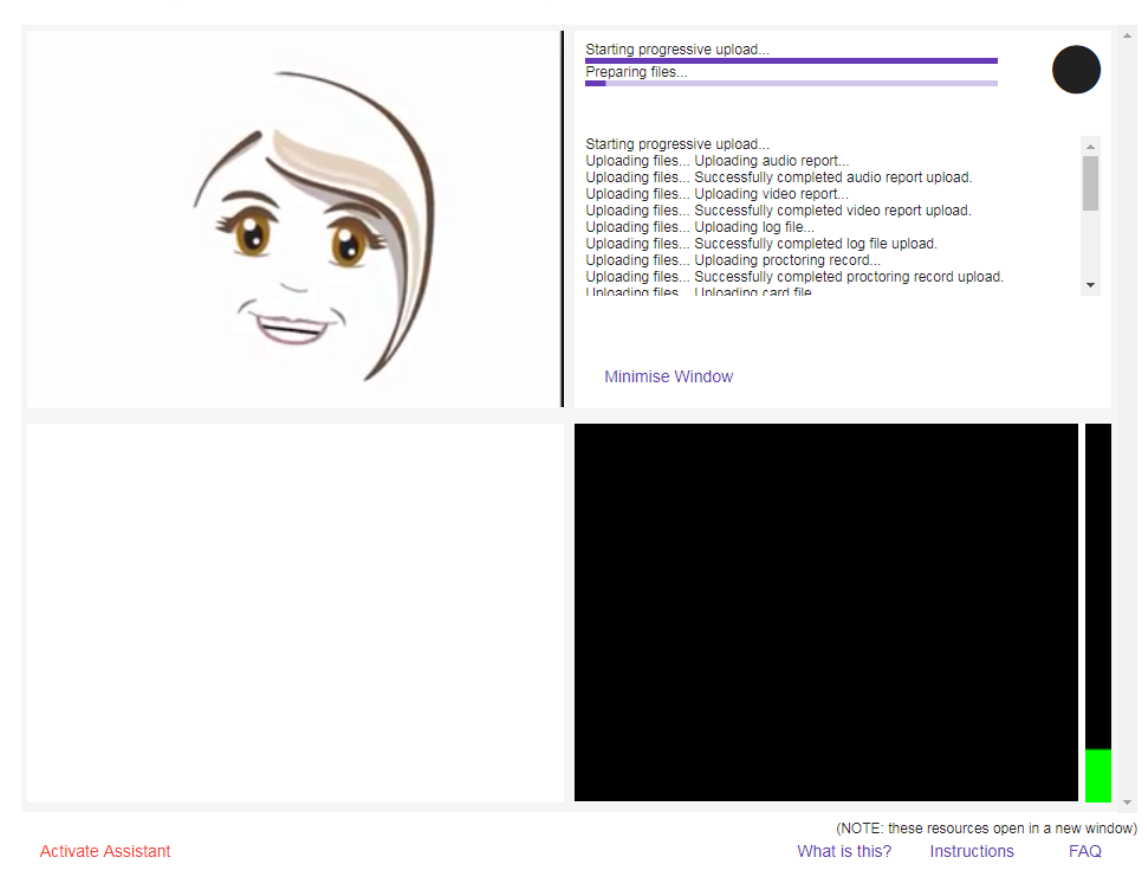 Starting progressive upload...
Preparing files...
Starting progressive upload...
Uploading files... Uploading audio report...
Uploading files... Successfully completed audio report upload.
Uploading files... Uploading video report...
Uploading files... Successfully completed video report upload.
Uploading files... Uploading log file...
Uploading files... Successfully completed log file upload.
Uploading files... Uploading proctoring record...
Uploading files... Successfully completed proctoring record upload.
Uploading files... Uploading card file
Minimise Window
(NOTE: these resources open in a new window)
Activate Assistant What is this? Instructions FAQ